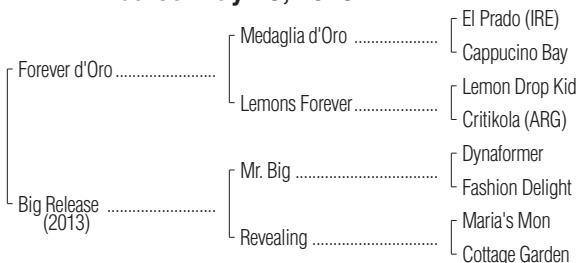 Medaglia d'Oro ....................
El Prado (IRE)
Cappucino Bay
Forever d'Oro ........................
Lemons Forever....................
Lemon Drop Kid
Critikola (ARG)
Mr. Big ..................................
Dynaformer
Fashion Delight
Big Release ..........................
(2013)
Revealing ..............................
Maria's Mon
Cottage Garden